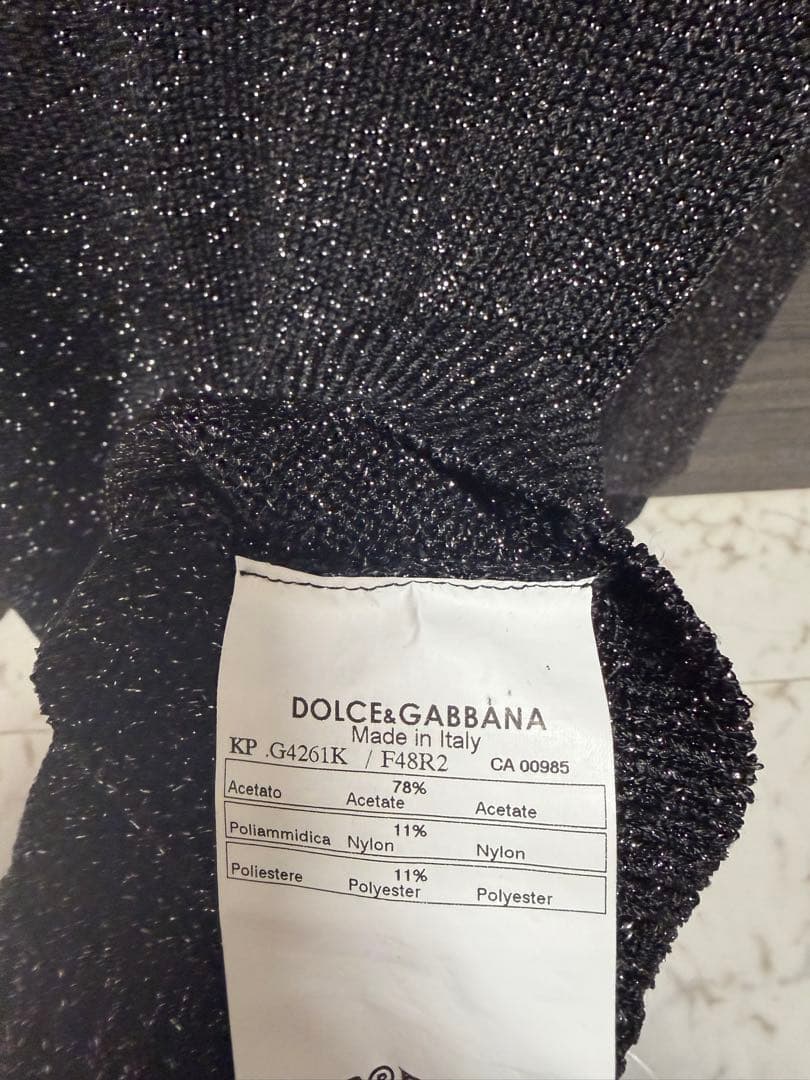 DOLCE&GABBANA
Made in Italy
KP .G4261K / F48R2 CA 00985
Acetato 78% Acetate Acetate
Poliammidica 11% Nylon Nylon
Poliestere 11% Polyester Polyester
®